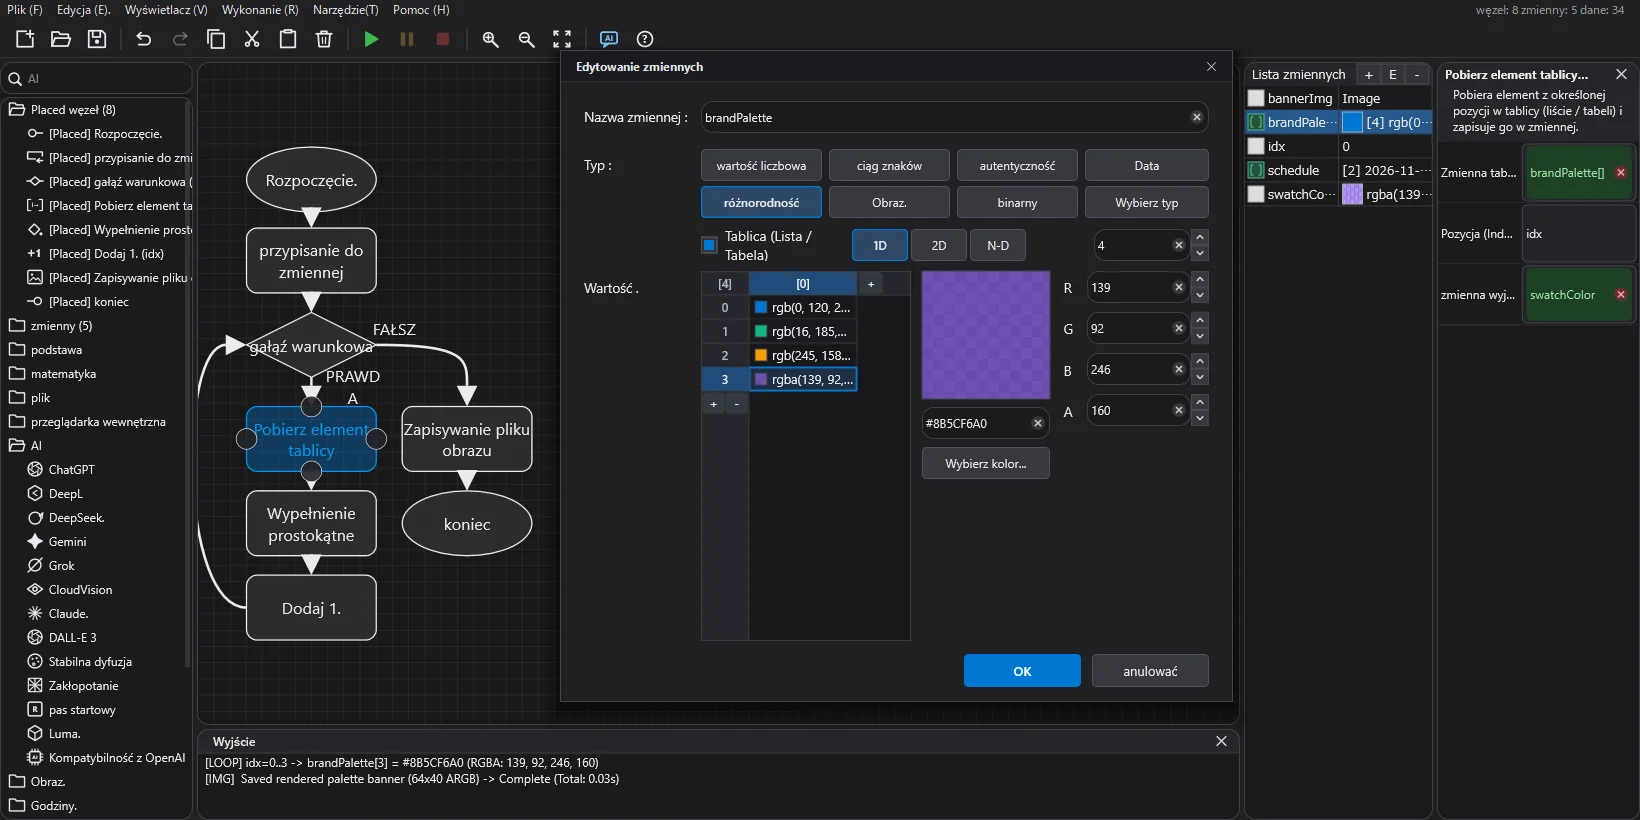 Plik (F) Edycja (E). Wyświetlacz (V) Wykonanie (R) Narzędzie(T) Pomoc (H)
węzeł: 8 zmienny: 5 dane: 34
AI
Placed węzeł (8)
[Placed] Rozpoczęcie.
[Placed] przypisanie do zmi
[Placed] gałąź warunkowa (
[Placed] Pobierz element ta
[Placed] Wypełnienie prost
+1 [Placed] Dodaj 1. (idx)
[Placed] Zapisywanie pliku
[Placed] koniec
zmienny (5)
podstawa
matematyka
plik
przeglądarka wewnętrzna
AI
ChatGPT
DeepL
DeepSeek.
Gemini
Grok
CloudVision
Claude.
DALL-E 3
Stabilna dyfuzja
Zakłopotanie
pas startowy
Luma.
Kompatybilność z OpenAI
Obraz.
Godziny.
Rozpoczęcie.
przypisanie do
zmiennej
gałąź warunkowa
FAŁSZ
PRAWD
A
Pobierz element
tablicy
Zapisywanie pliku
obrazu
Wypełnienie
prostokątne
koniec
Dodaj 1.
Edytowanie zmiennych
Nazwa zmiennej :
brandPalette
Typ :
wartość liczbowa ciąg znaków autentyczność Data
różnorodność Obraz. binarny Wybierz typ
Tablica (Lista /
Tabela)
1D 2D N-D
4
Wartość .
[4] [0] +
0 rgb(0, 120, 2...
1 rgb(16, 185,...
2 rgb(245, 158...
3 rgba(139, 92,...
+ -
#8B5CF6A0
Wybierz kolor...
R 139
G 92
B 246
A 160
OK
anulować
Lista zmiennych + E -
bannerImg Image
brandPale... [4] rgb(0...
idx 0
schedule [2] 2026-11-...
swatchCo... rgba(139...
Pobierz element tablicy...
Pobiera element z określonej
pozycji w tablicy (liście / tabeli) i
zapisuje go w zmiennej.
Zmienna tab... brandPalette[]
Pozycja (Ind... idx
zmienna wyj... swatchColor
Wyjście
[LOOP] idx=0..3 -> brandPalette[3] = #8B5CF6A0 (RGBA: 139, 92, 246, 160)
[IMG] Saved rendered palette banner (64x40 ARGB) -> Complete (Total: 0.03s)